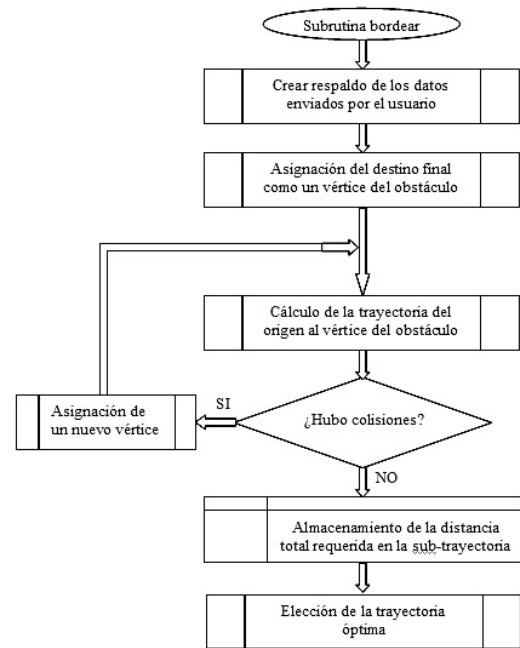 Subrutina bordear
Crear respaldo de los datos
enviados por el usuario
Asignación del destino final
como un vértice del obstáculo
Cálculo de la trayectoria del
origen al vértice del obstáculo
¿Hubo colisiones?
SI
Asignación de
un nuevo vértice
NO
Almacenamiento de la distancia
total requerida en la sub-trayectoria
Elección de la trayectoria
óptima